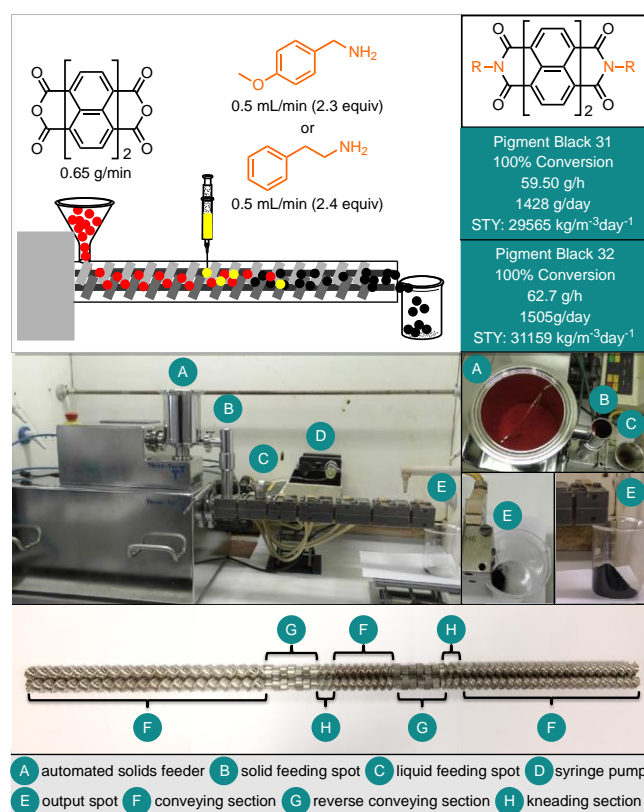 O O
O O
O O
2
0.65 g/min
NH2
O
0.5 mL/min (2.3 equiv)
or
NH2
0.5 mL/min (2.4 equiv)
O O
R-N N-R
O O
2
Pigment Black 31
100% Conversion
59.50 g/h
1428 g/day
STY: 29565 kg/m-3day-1
Pigment Black 32
100% Conversion
62.7 g/h
1505g/day
STY: 31159 kg/m-3day-1
A
B
C
D
E
A
B
C
E
E
G
F
H
F
H
G
F
A automated solids feeder B solid feeding spot C liquid feeding spot D syringe pump
E output spot F conveying section G reverse conveying section H kneading section